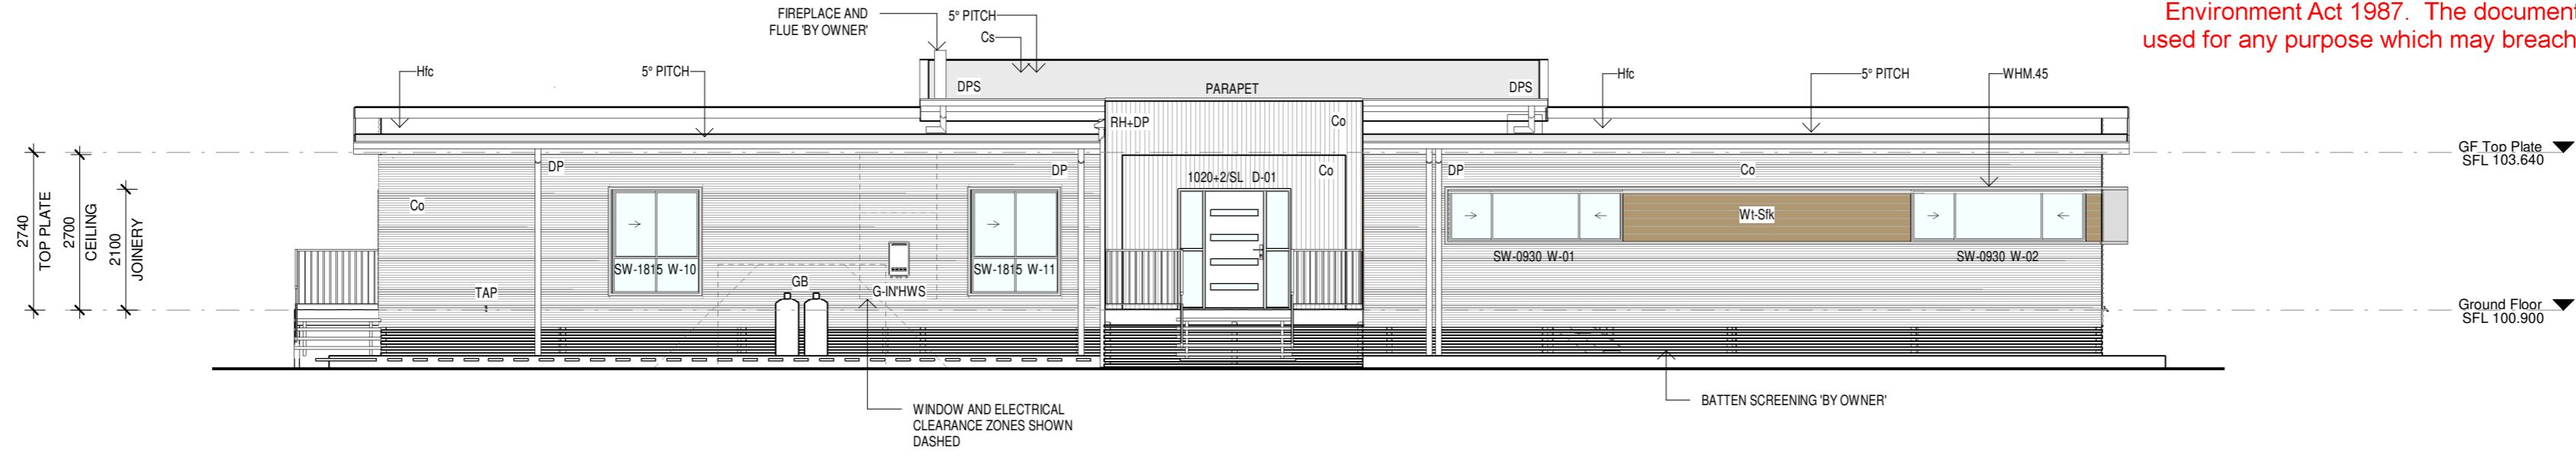 Environment Act 1987. The document
used for any purpose which may breach
FIREPLACE AND
FLUE 'BY OWNER'
5° PITCH
Cs
Hfc
5° PITCH
DPS
PARAPET
DPS
Hfc
5° PITCH
WHM.45
RH+DP
Co
GF Top Plate
SFL 103.640
DP
DP
1020+2/SL D-01
Co
DP
Co
2740
TOP PLATE
2700
CEILING
2100
JOINERY
Co
Wt-Sfk
SW-1815 W-10
SW-1815 W-11
SW-0930 W-01
SW-0930 W-02
TAP
GB
G-IN'HWS
Ground Floor
SFL 100.900
WINDOW AND ELECTRICAL
CLEARANCE ZONES SHOWN
DASHED
BATTEN SCREENING 'BY OWNER'